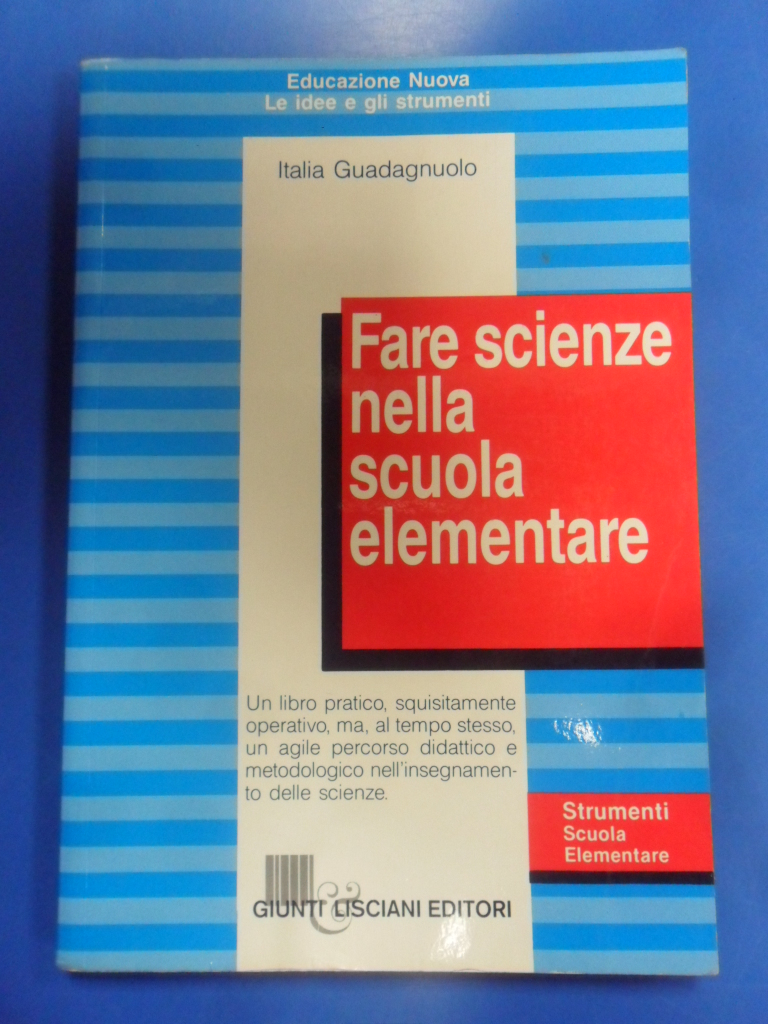 Educazione Nuova
Le idee e gli strumenti
Italia Guadagnuolo
Fare scienze
nella
scuola
elementare
Un libro pratico, squisitamente
operativo, ma, al tempo stesso,
un agile percorso didattico e
metodologico nell'insegnamen-
to delle scienze.
Strumenti
Scuola
Elementare
&
GIUNTI LISCIANI EDITORI